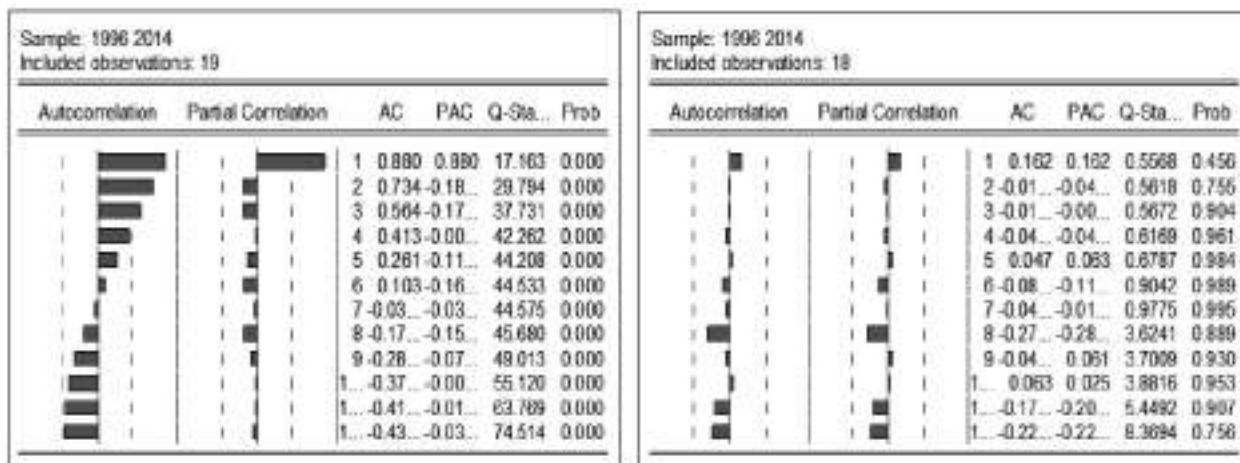 Sample: 1996 2014
Included observations: 19
Autocorrelation Partial Correlation AC PAC Q-Sta... Prob
1 0.880 0.880 17.163 0.000
2 0.734 -0.18... 29.794 0.000
3 0.564 -0.17... 37.731 0.000
4 0.413 -0.00... 42.262 0.000
5 0.261 -0.11... 44.208 0.000
6 0.103 -0.16... 44.533 0.000
7 -0.03... -0.03... 44.575 0.000
8 -0.17... -0.15... 45.680 0.000
9 -0.28... -0.07... 49.013 0.000
1... -0.37... -0.00... 55.120 0.000
1... -0.41... -0.01... 63.769 0.000
1... -0.43... -0.03... 74.514 0.000
Sample: 1996 2014
Included observations: 18
Autocorrelation Partial Correlation AC PAC Q-Sta... Prob
1 0.162 0.162 0.5568 0.456
2 -0.01... -0.04... 0.5618 0.755
3 -0.01... -0.00... 0.5672 0.904
4 -0.04... -0.04... 0.6169 0.961
5 0.047 0.063 0.6787 0.984
6 -0.08... -0.11... 0.9042 0.989
7 -0.04... -0.01... 0.9775 0.995
8 -0.27... -0.28... 3.6241 0.889
9 -0.04... 0.061 3.7009 0.930
1... 0.063 0.025 3.8816 0.953
1... -0.17... -0.20... 5.4492 0.907
1... -0.22... -0.22... 8.3694 0.756